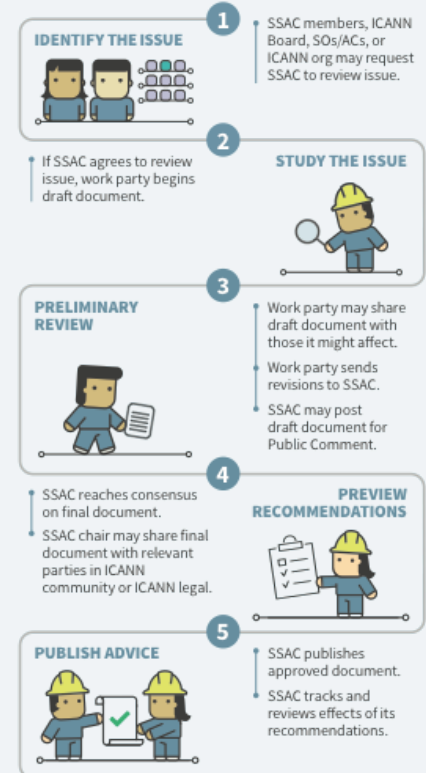 1
IDENTIFY THE ISSUE
SSAC members, ICANN
Board, SOs/ACs, or
ICANN org may request
SSAC to review issue.
2
If SSAC agrees to review
issue, work party begins
draft document.
STUDY THE ISSUE
3
PRELIMINARY
REVIEW
Work party may share
draft document with
those it might affect.
Work party sends
revisions to SSAC.
SSAC may post
draft document for
Public Comment.
4
SSAC reaches consensus
on final document.
SSAC chair may share final
document with relevant
parties in ICANN
community or ICANN legal.
PREVIEW
RECOMMENDATIONS
5
PUBLISH ADVICE
SSAC publishes
approved document.
SSAC tracks and
reviews effects of its
recommendations.